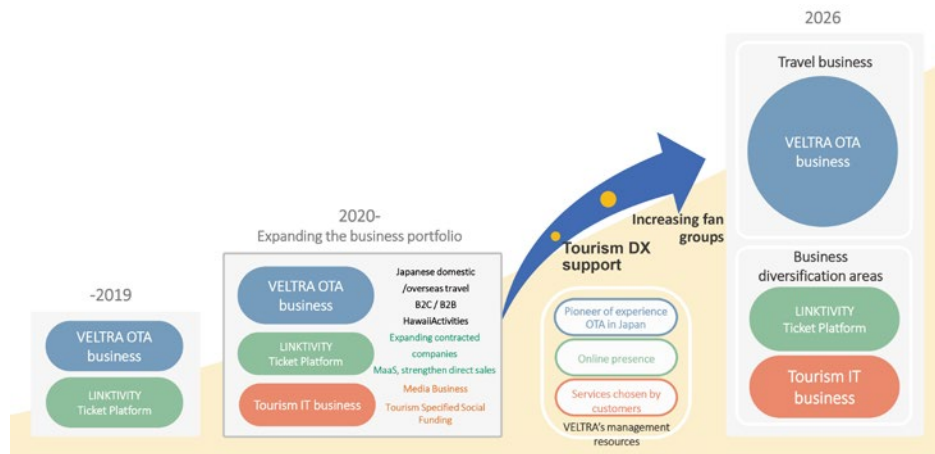 -2019
VELTRA OTA
business
LINKTIVITY
Ticket Platform
2020-
Expanding the business portfolio
VELTRA OTA
business
Japanese domestic
/overseas travel
B2C / B2B
HawaiiActivities
LINKTIVITY
Ticket Platform
Expanding contracted
companies
MaaS, strengthen direct sales
Tourism IT business
Media Business
Tourism Specified Social
Funding
Tourism DX
support
Increasing fan
groups
Pioneer of experience
OTA in Japan
Online presence
Services chosen by
customers
VELTRA's management
resources
2026
Travel business
VELTRA OTA
business
Business
diversification areas
LINKTIVITY
Ticket Platform
Tourism IT
business